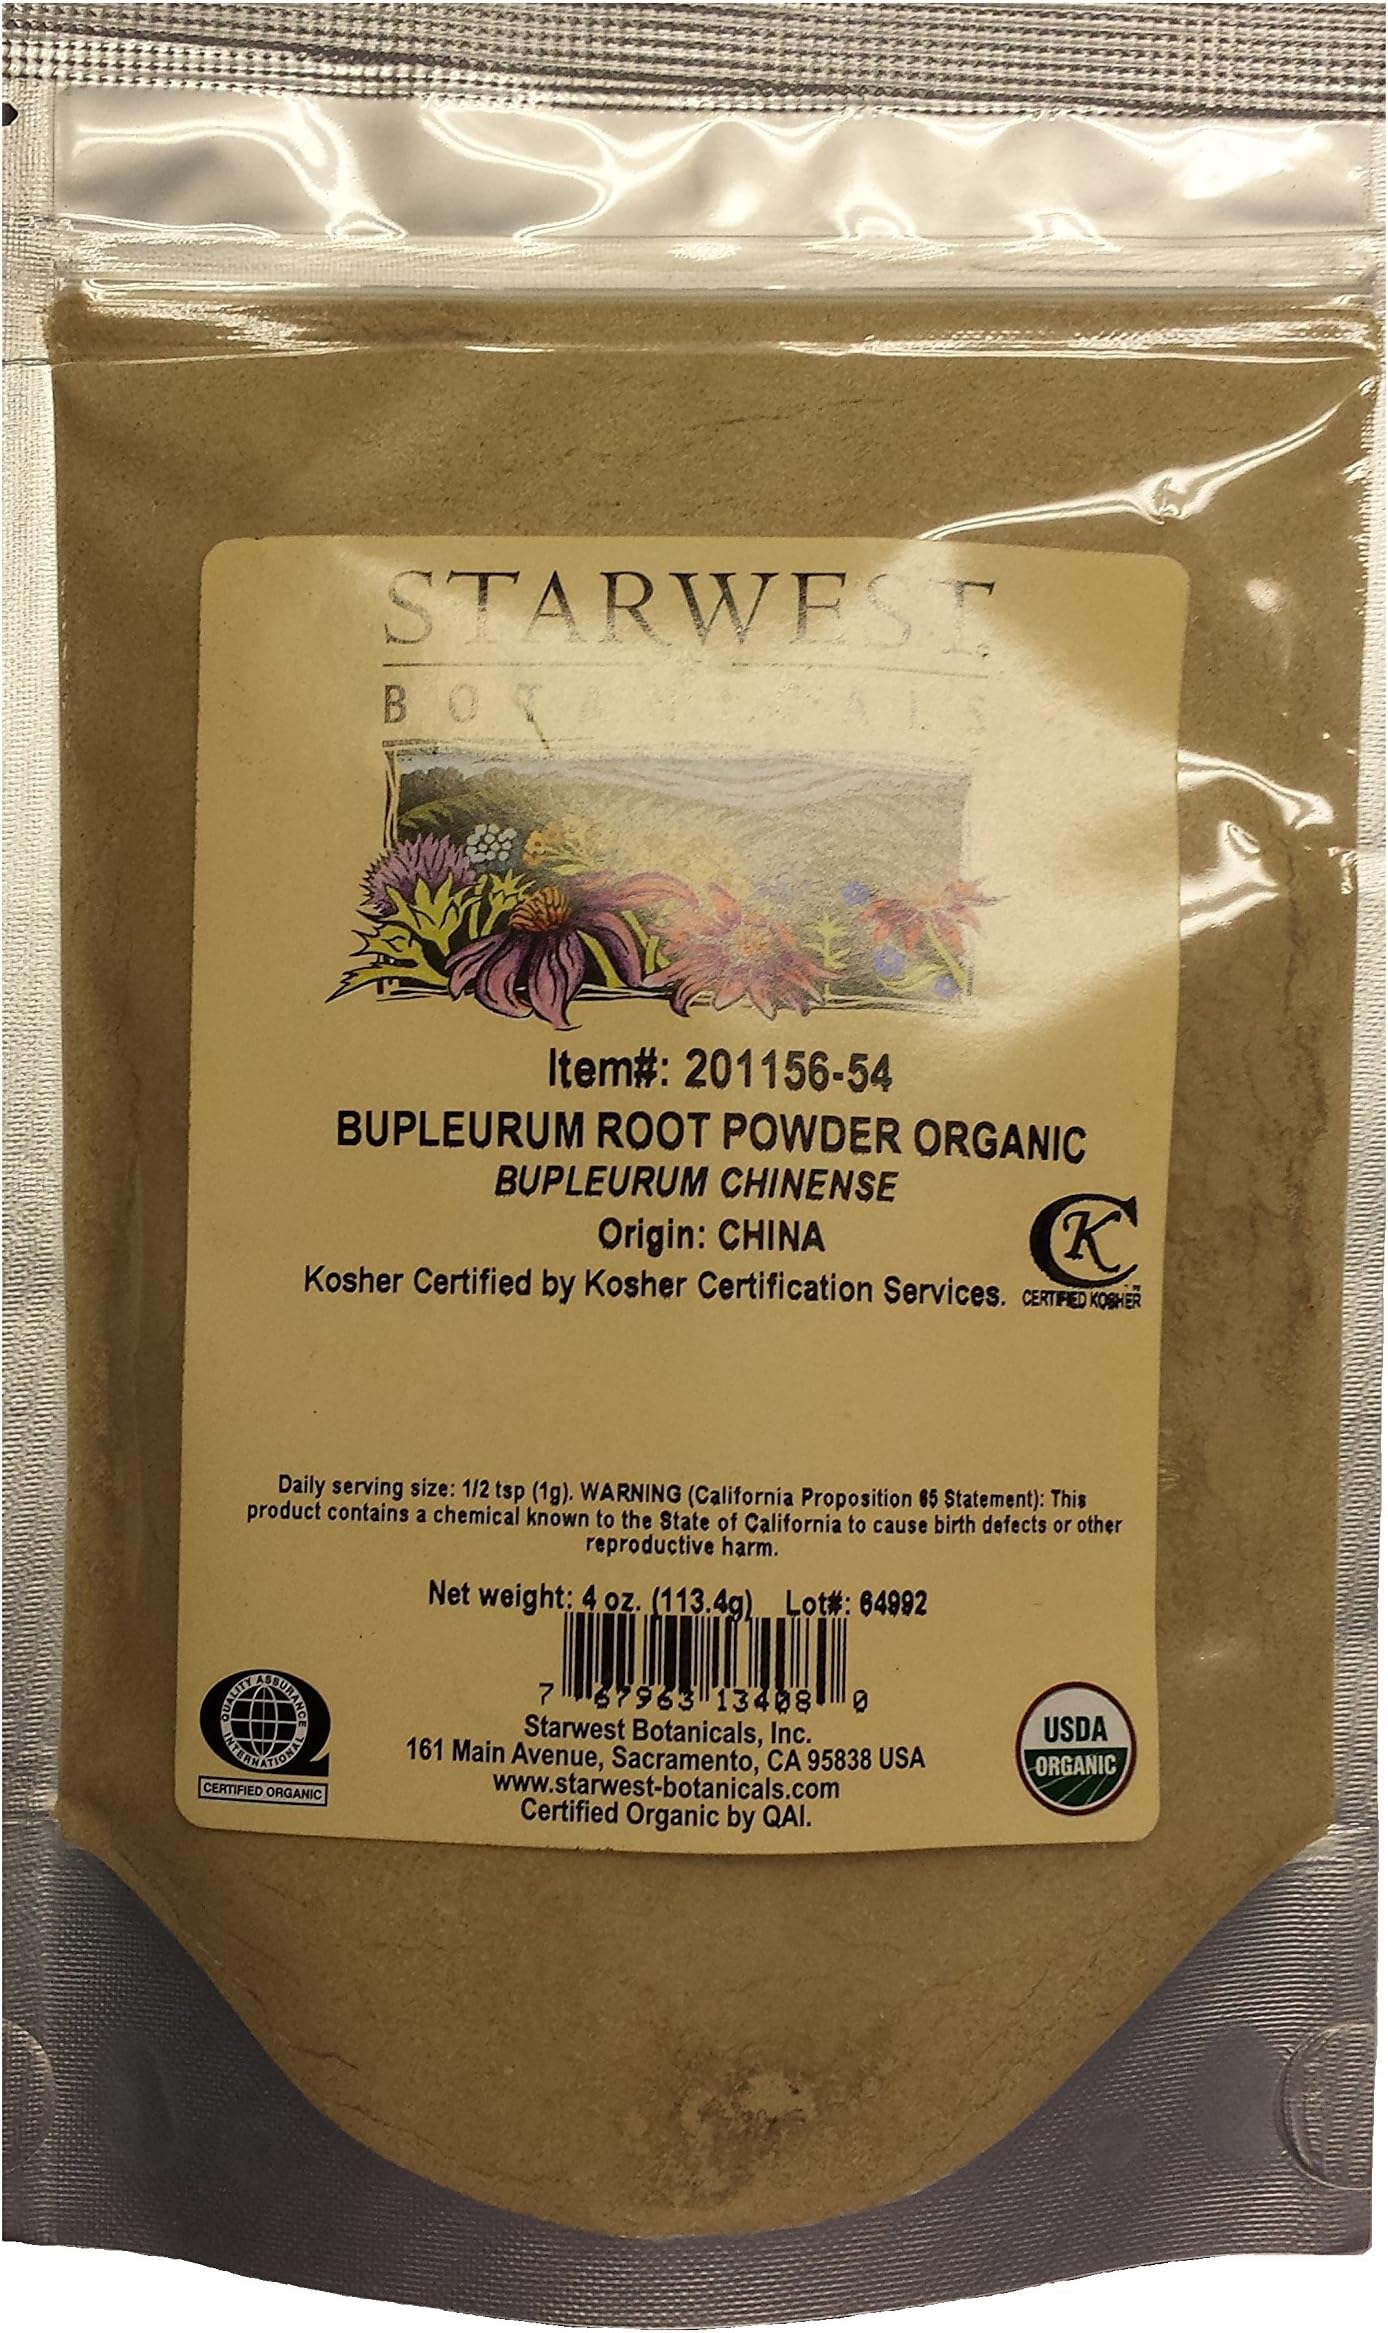 STARWEST
BOTANICALS
Item#: 201156-54
BUPLEURUM ROOT POWDER ORGANIC
BUPLEURUM CHINENSE
Origin: CHINA
Kosher Certified by Kosher Certification Services.
CK
CERTIFIED KOSHER
Daily serving size: 1/2 tsp (1g). WARNING (California Proposition 65 Statement): This
product contains a chemical known to the State of California to cause birth defects or other
reproductive harm.
Net weight: 4 oz. (113.4g) Lot#: 64992
7 67963 13408 0
Starwest Botanicals, Inc.
161 Main Avenue, Sacramento, CA 95838 USA
www.starwest-botanicals.com
Certified Organic by QAI.
QUALITY ASSURANCE
INTERNATIONAL
CERTIFIED ORGANIC
USDA
ORGANIC